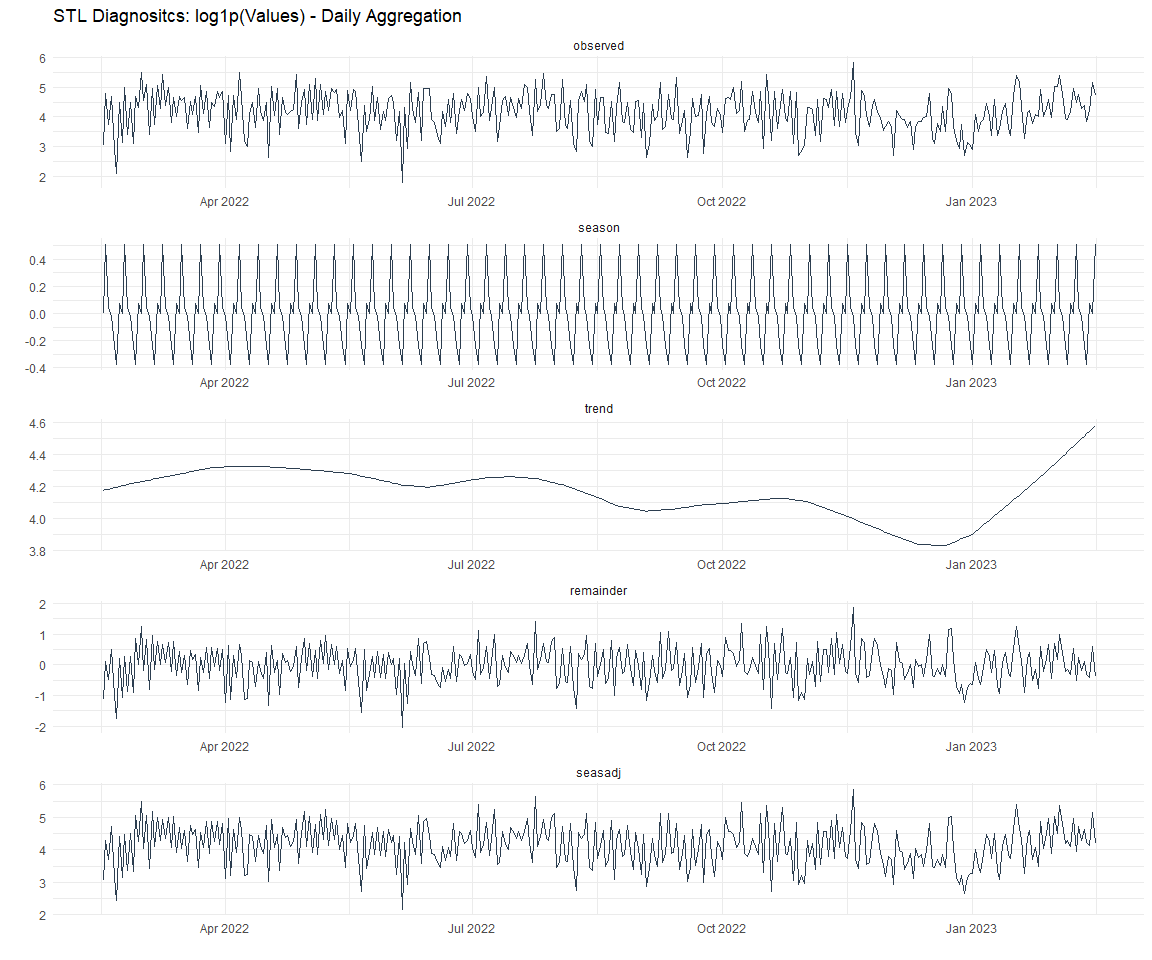 STL Diagnositcs: log1p(Values) - Daily Aggregation
observed
6
5
4
3
2
Apr 2022 Jul 2022 Oct 2022 Jan 2023
season
0.4
0.2
0.0
-0.2
-0.4
Apr 2022 Jul 2022 Oct 2022 Jan 2023
trend
4.6
4.4
4.2
4.0
3.8
Apr 2022 Jul 2022 Oct 2022 Jan 2023
remainder
2
1
0
-1
-2
Apr 2022 Jul 2022 Oct 2022 Jan 2023
seasadj
6
5
4
3
2
Apr 2022 Jul 2022 Oct 2022 Jan 2023